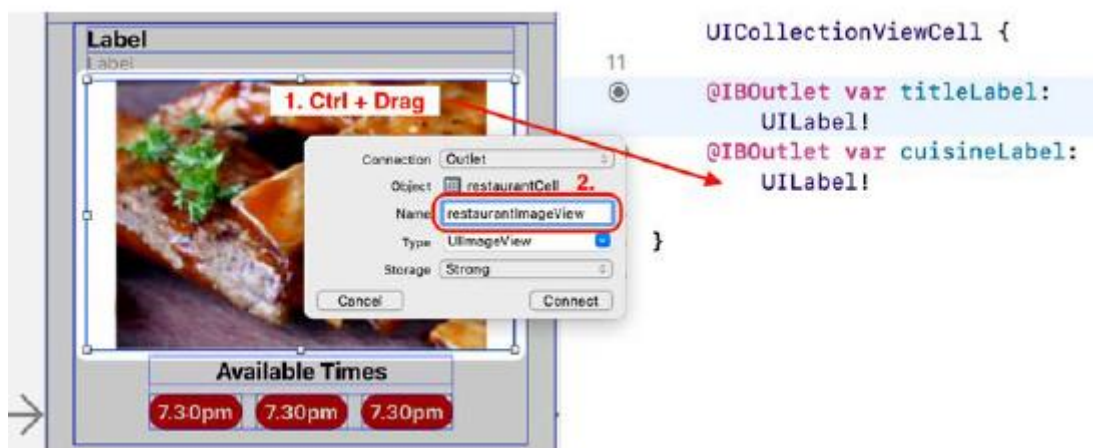 Label
Label
1. Ctrl + Drag
Connection Outlet
Object restaurantCell 2.
Name restaurantImageView
Type UIImageView
Storage Strong
Cancel Connect
Available Times
7.30pm 7.30pm 7.30pm
UICollectionViewCell {
11
@IBOutlet var titleLabel:
UILabel!
@IBOutlet var cuisineLabel:
UILabel!
}